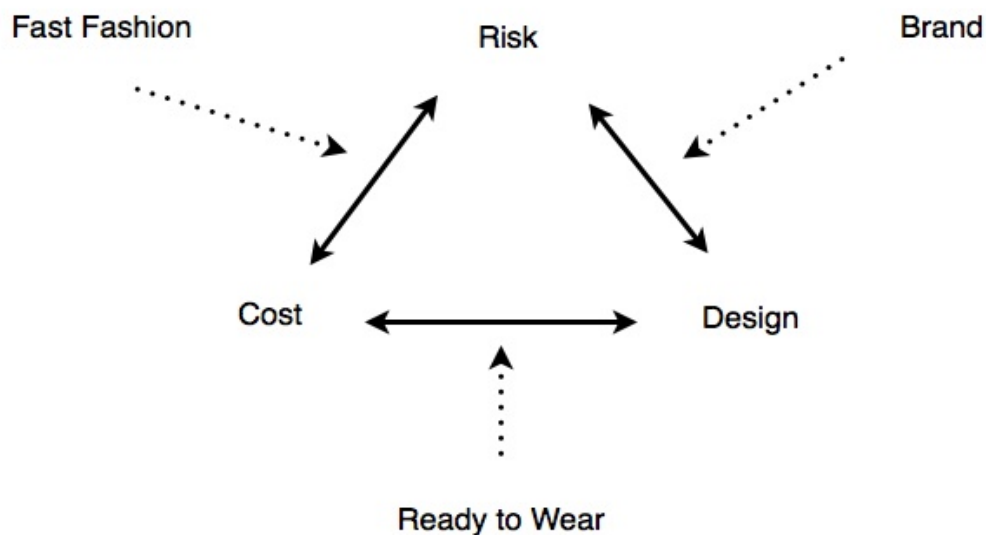 Fast Fashion
Risk
Brand
Cost
Design
Ready to Wear